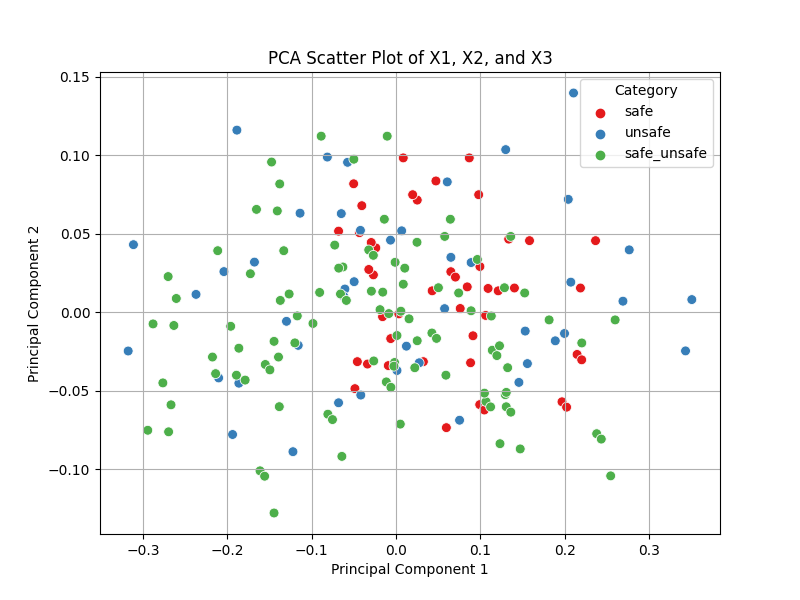 PCA Scatter Plot of X1, X2, and X3
Category
safe
unsafe
safe_unsafe
Principal Component 2
0.15
0.10
0.05
0.00
−0.05
−0.10
−0.3 −0.2 −0.1 0.0 0.1 0.2 0.3
Principal Component 1